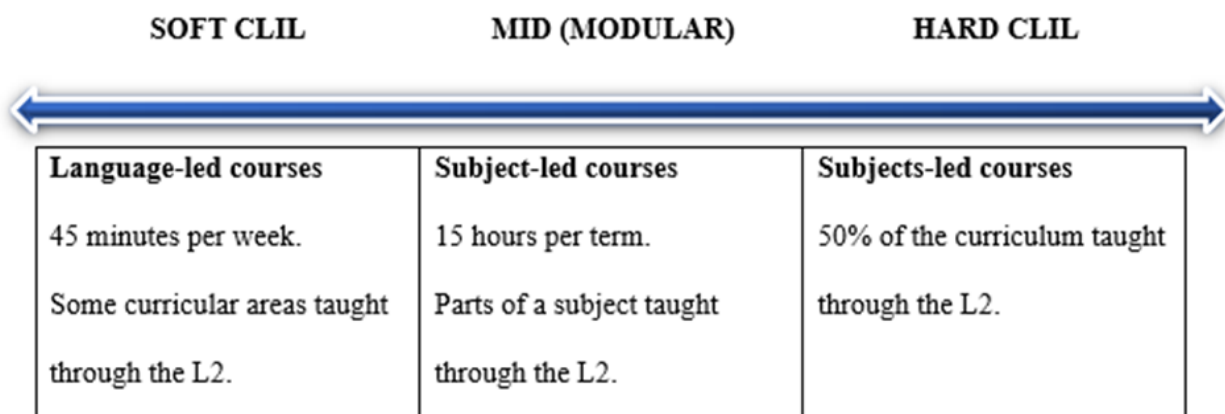 SOFT CLIL
MID (MODULAR)
HARD CLIL
Language-led courses
45 minutes per week.
Some curricular areas taught
through the L2.
Subject-led courses
15 hours per term.
Parts of a subject taught
through the L2.
Subjects-led courses
50% of the curriculum taught
through the L2.